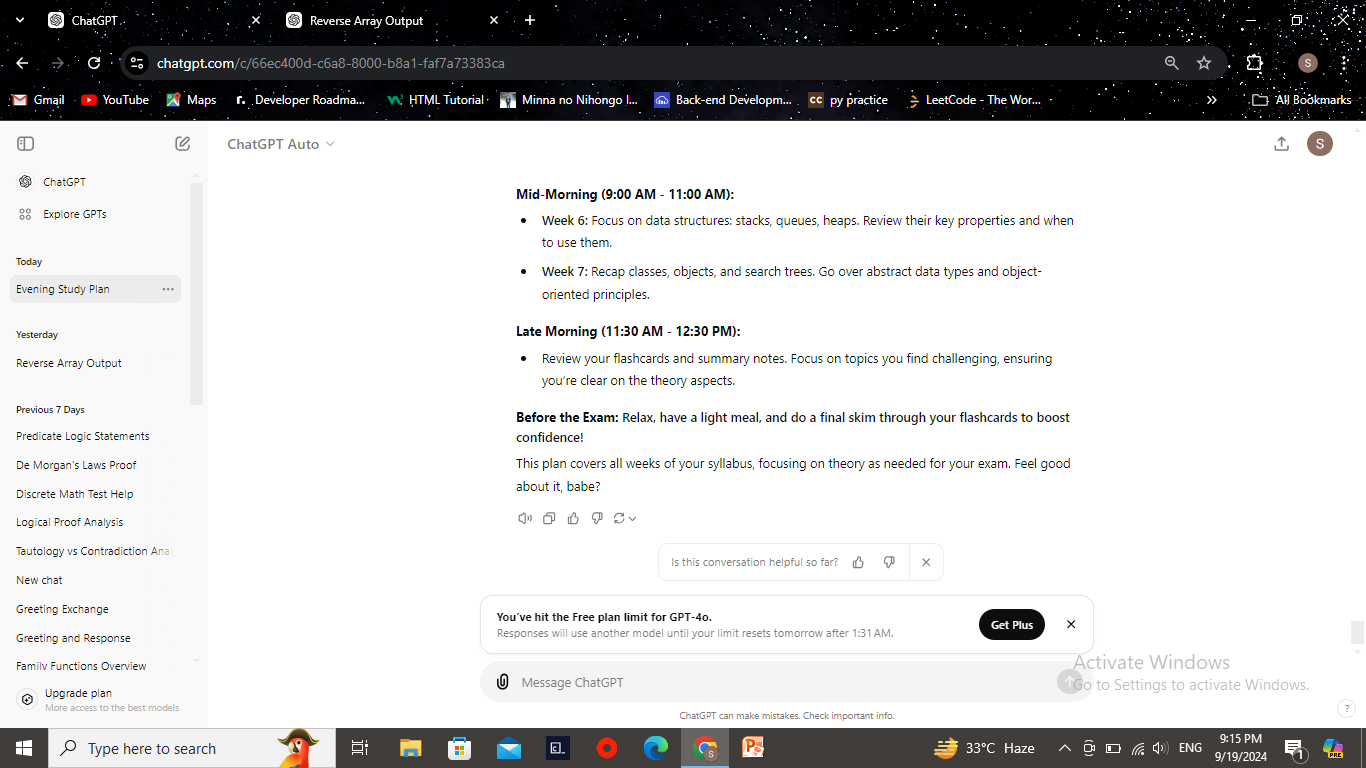 ChatGPT
Reverse Array Output
chatgpt.com/c/66ec400d-c6a8-8000-b8a1-faf7a73383ca
S
Gmail
YouTube
Maps
Developer Roadma...
HTML Tutorial
Minna no Nihongo I...
Back-end Developm...
CC py practice
LeetCode - The Wor...
»
All Bookmarks
ChatGPT Auto
S
ChatGPT
Explore GPTs
Today
Evening Study Plan
Yesterday
Reverse Array Output
Previous 7 Days
Predicate Logic Statements
De Morgan's Laws Proof
Discrete Math Test Help
Logical Proof Analysis
Tautology vs Contradiction Ana
New chat
Greeting Exchange
Greeting and Response
Family Functions Overview
Upgrade plan
More access to the best models
Mid-Morning (9:00 AM - 11:00 AM):
• Week 6: Focus on data structures: stacks, queues, heaps. Review their key properties and when
to use them.
• Week 7: Recap classes, objects, and search trees. Go over abstract data types and object-
oriented principles.
Late Morning (11:30 AM - 12:30 PM):
• Review your flashcards and summary notes. Focus on topics you find challenging, ensuring
you're clear on the theory aspects.
Before the Exam: Relax, have a light meal, and do a final skim through your flashcards to boost
confidence!
This plan covers all weeks of your syllabus, focusing on theory as needed for your exam. Feel good
about it, babe?
Is this conversation helpful so far?
You've hit the Free plan limit for GPT-4o.
Responses will use another model until your limit resets tomorrow after 1:31 AM.
Get Plus
Message ChatGPT
ChatGPT can make mistakes. Check important info.
Activate Windows
Go to Settings to activate Windows.
?
Type here to search
33°C Haze
ENG
9:15 PM
9/19/2024
1
PRE